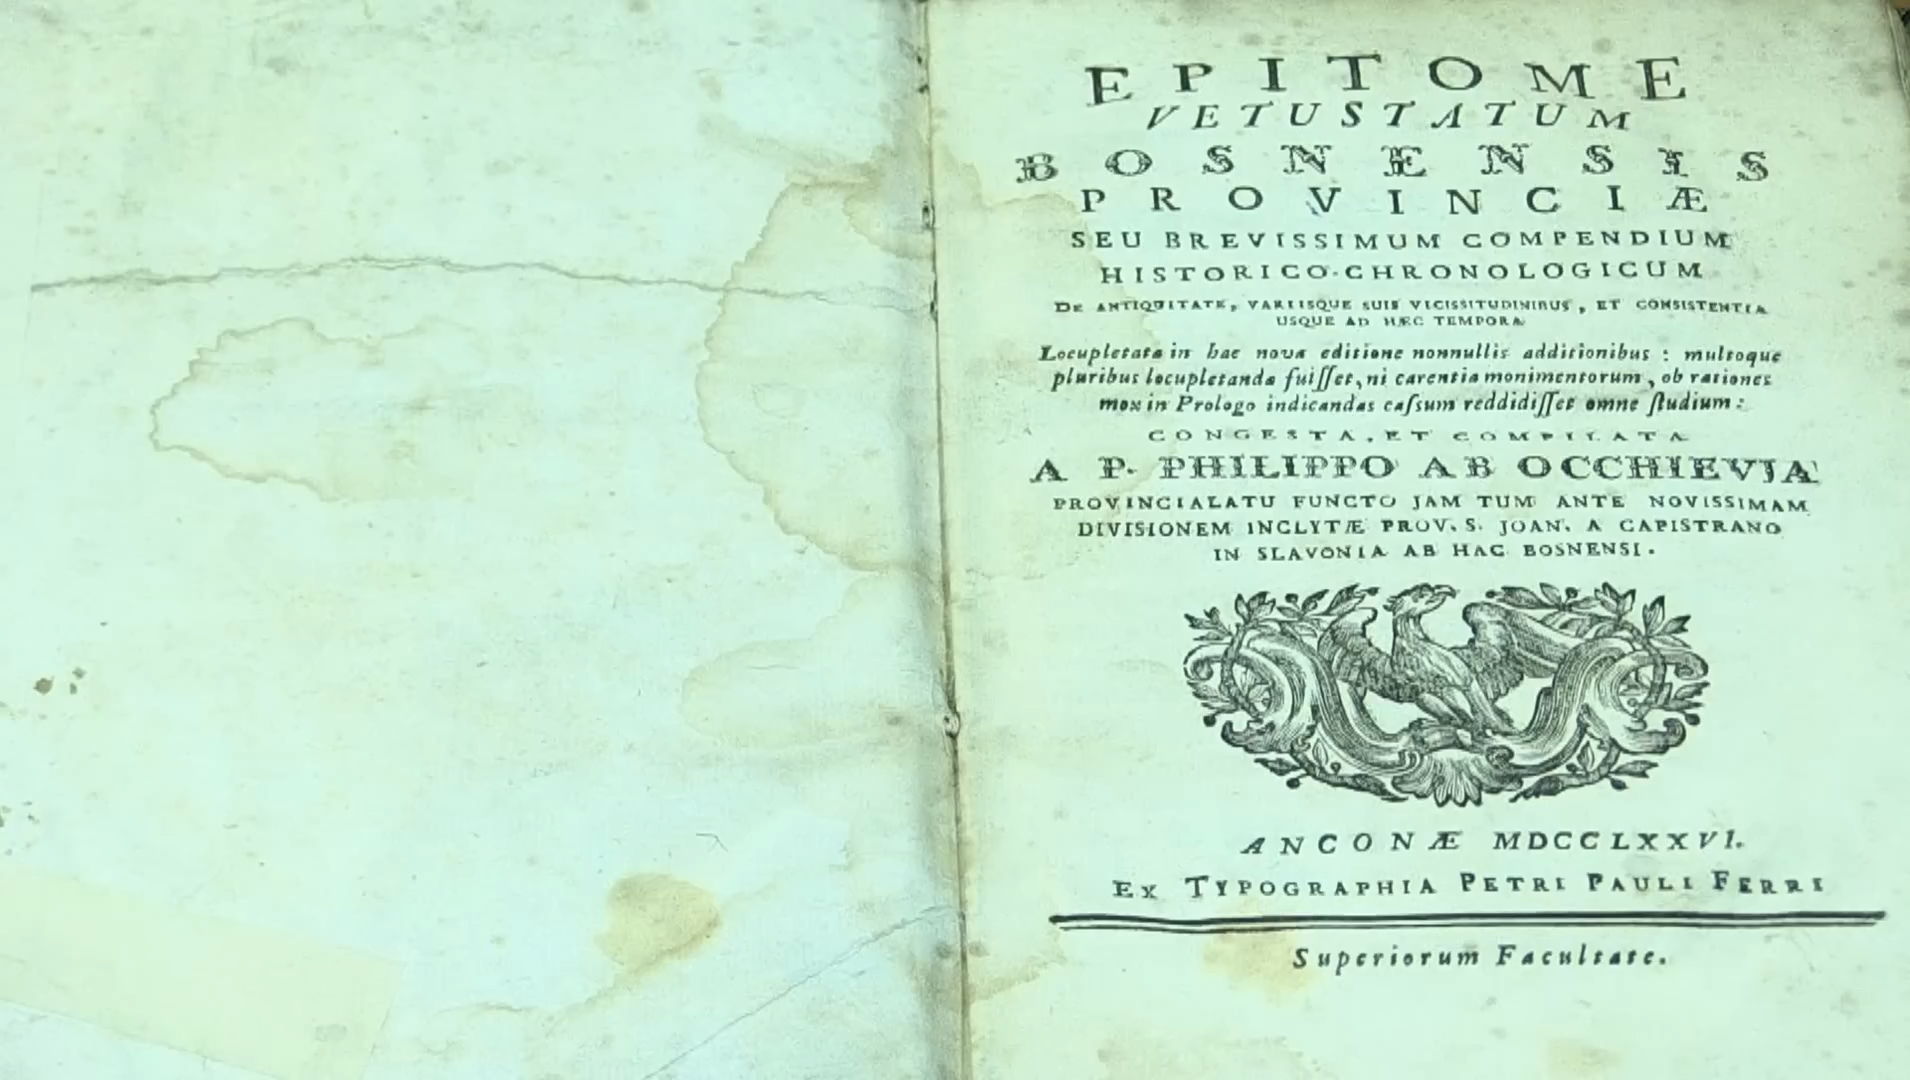 EPITOME
VETUSTATUM
BOSNENSIS
PROVINCIÆ
SEU BREVISSIMUM COMPENDIUM
HISTORICO-CHRONOLOGICUM
DE ANTIQUITATE, VARIISQUE SUIS VICISSITUDINIBUS, ET CONSISTENTIA
USQUE AD HÆC TEMPORA
Locupletata in hac nova editione nonnullis additionibus : multoque
pluribus locupletanda fuiſſet, ni carentia monimentorum, ob rationes
mox in Prologo indicandas caſsum reddidiſſet omne ſtudium :
CONGESTA, ET COMPILATA
A P. PHILIPPO AB OCCHIEVJA
PROVINCIALATU FUNCTO JAM TUM ANTE NOVISSIMAM
DIVISIONEM INCLYTÆ PROV. S. JOAN. A CAPISTRANO
IN SLAVONIA AB HAC BOSNENSI.
ANCONÆ MDCCLXXVI.
EX TYPOGRAPHIA PETRI PAULI FERRI
Superiorum Facultate.